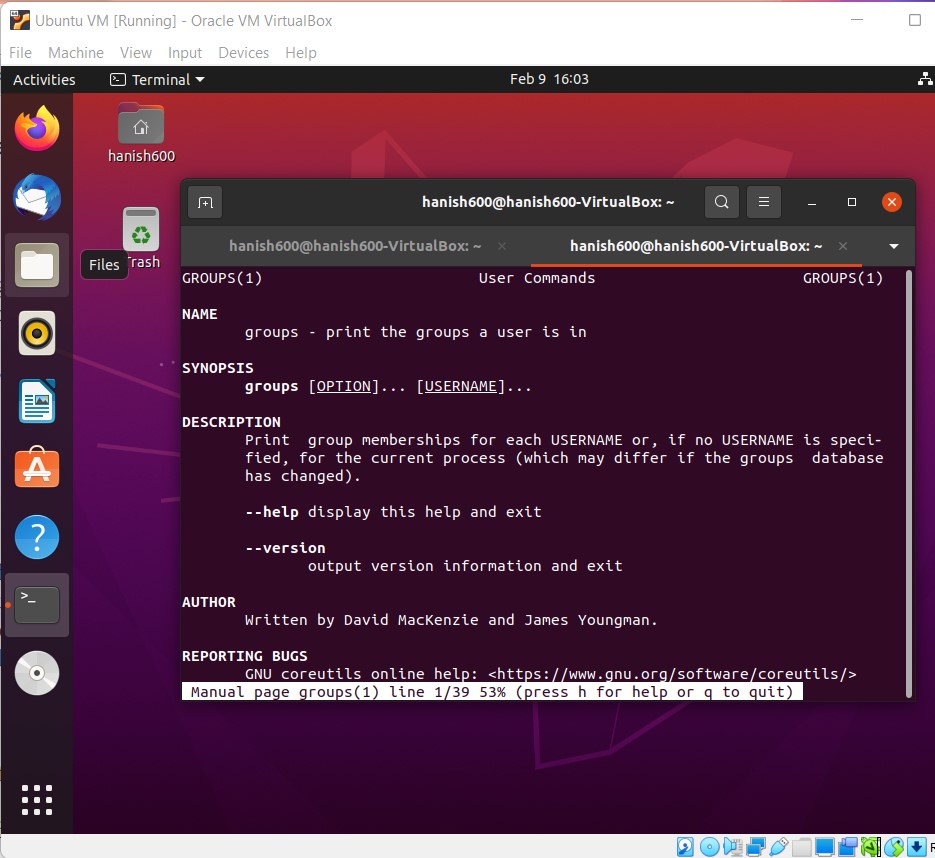 Ubuntu VM [Running] - Oracle VM VirtualBox
File Machine View Input Devices Help
Activities Terminal Feb 9 16:03
hanish600
Trash
Files
hanish600@hanish600-VirtualBox: ~
hanish600@hanish600-VirtualBox: ~ hanish600@hanish600-VirtualBox: ~
GROUPS(1) User Commands GROUPS(1)
NAME
groups - print the groups a user is in
SYNOPSIS
groups [OPTION]... [USERNAME]...
DESCRIPTION
Print group memberships for each USERNAME or, if no USERNAME is speci-
fied, for the current process (which may differ if the groups database
has changed).
--help display this help and exit
--version
output version information and exit
AUTHOR
Written by David MacKenzie and James Youngman.
REPORTING BUGS
GNU coreutils online help: <https://www.gnu.org/software/coreutils/>
Manual page groups(1) line 1/39 53% (press h for help or q to quit)